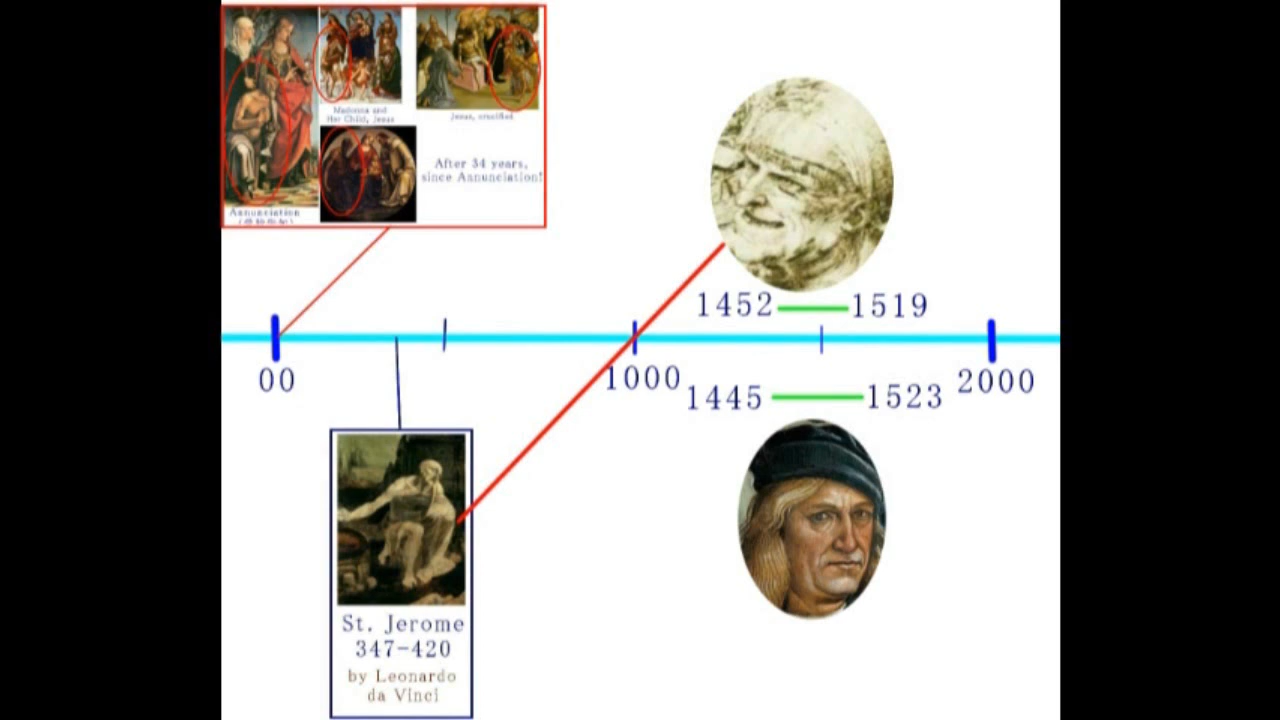 Madonna and
Her Child, Jesus
Jesus, crucified
After 34 years,
since Annunciation!
Annunciation
1452
1519
00
1000
2000
1445
1523
St. Jerome
347-420
by Leonardo
da Vinci